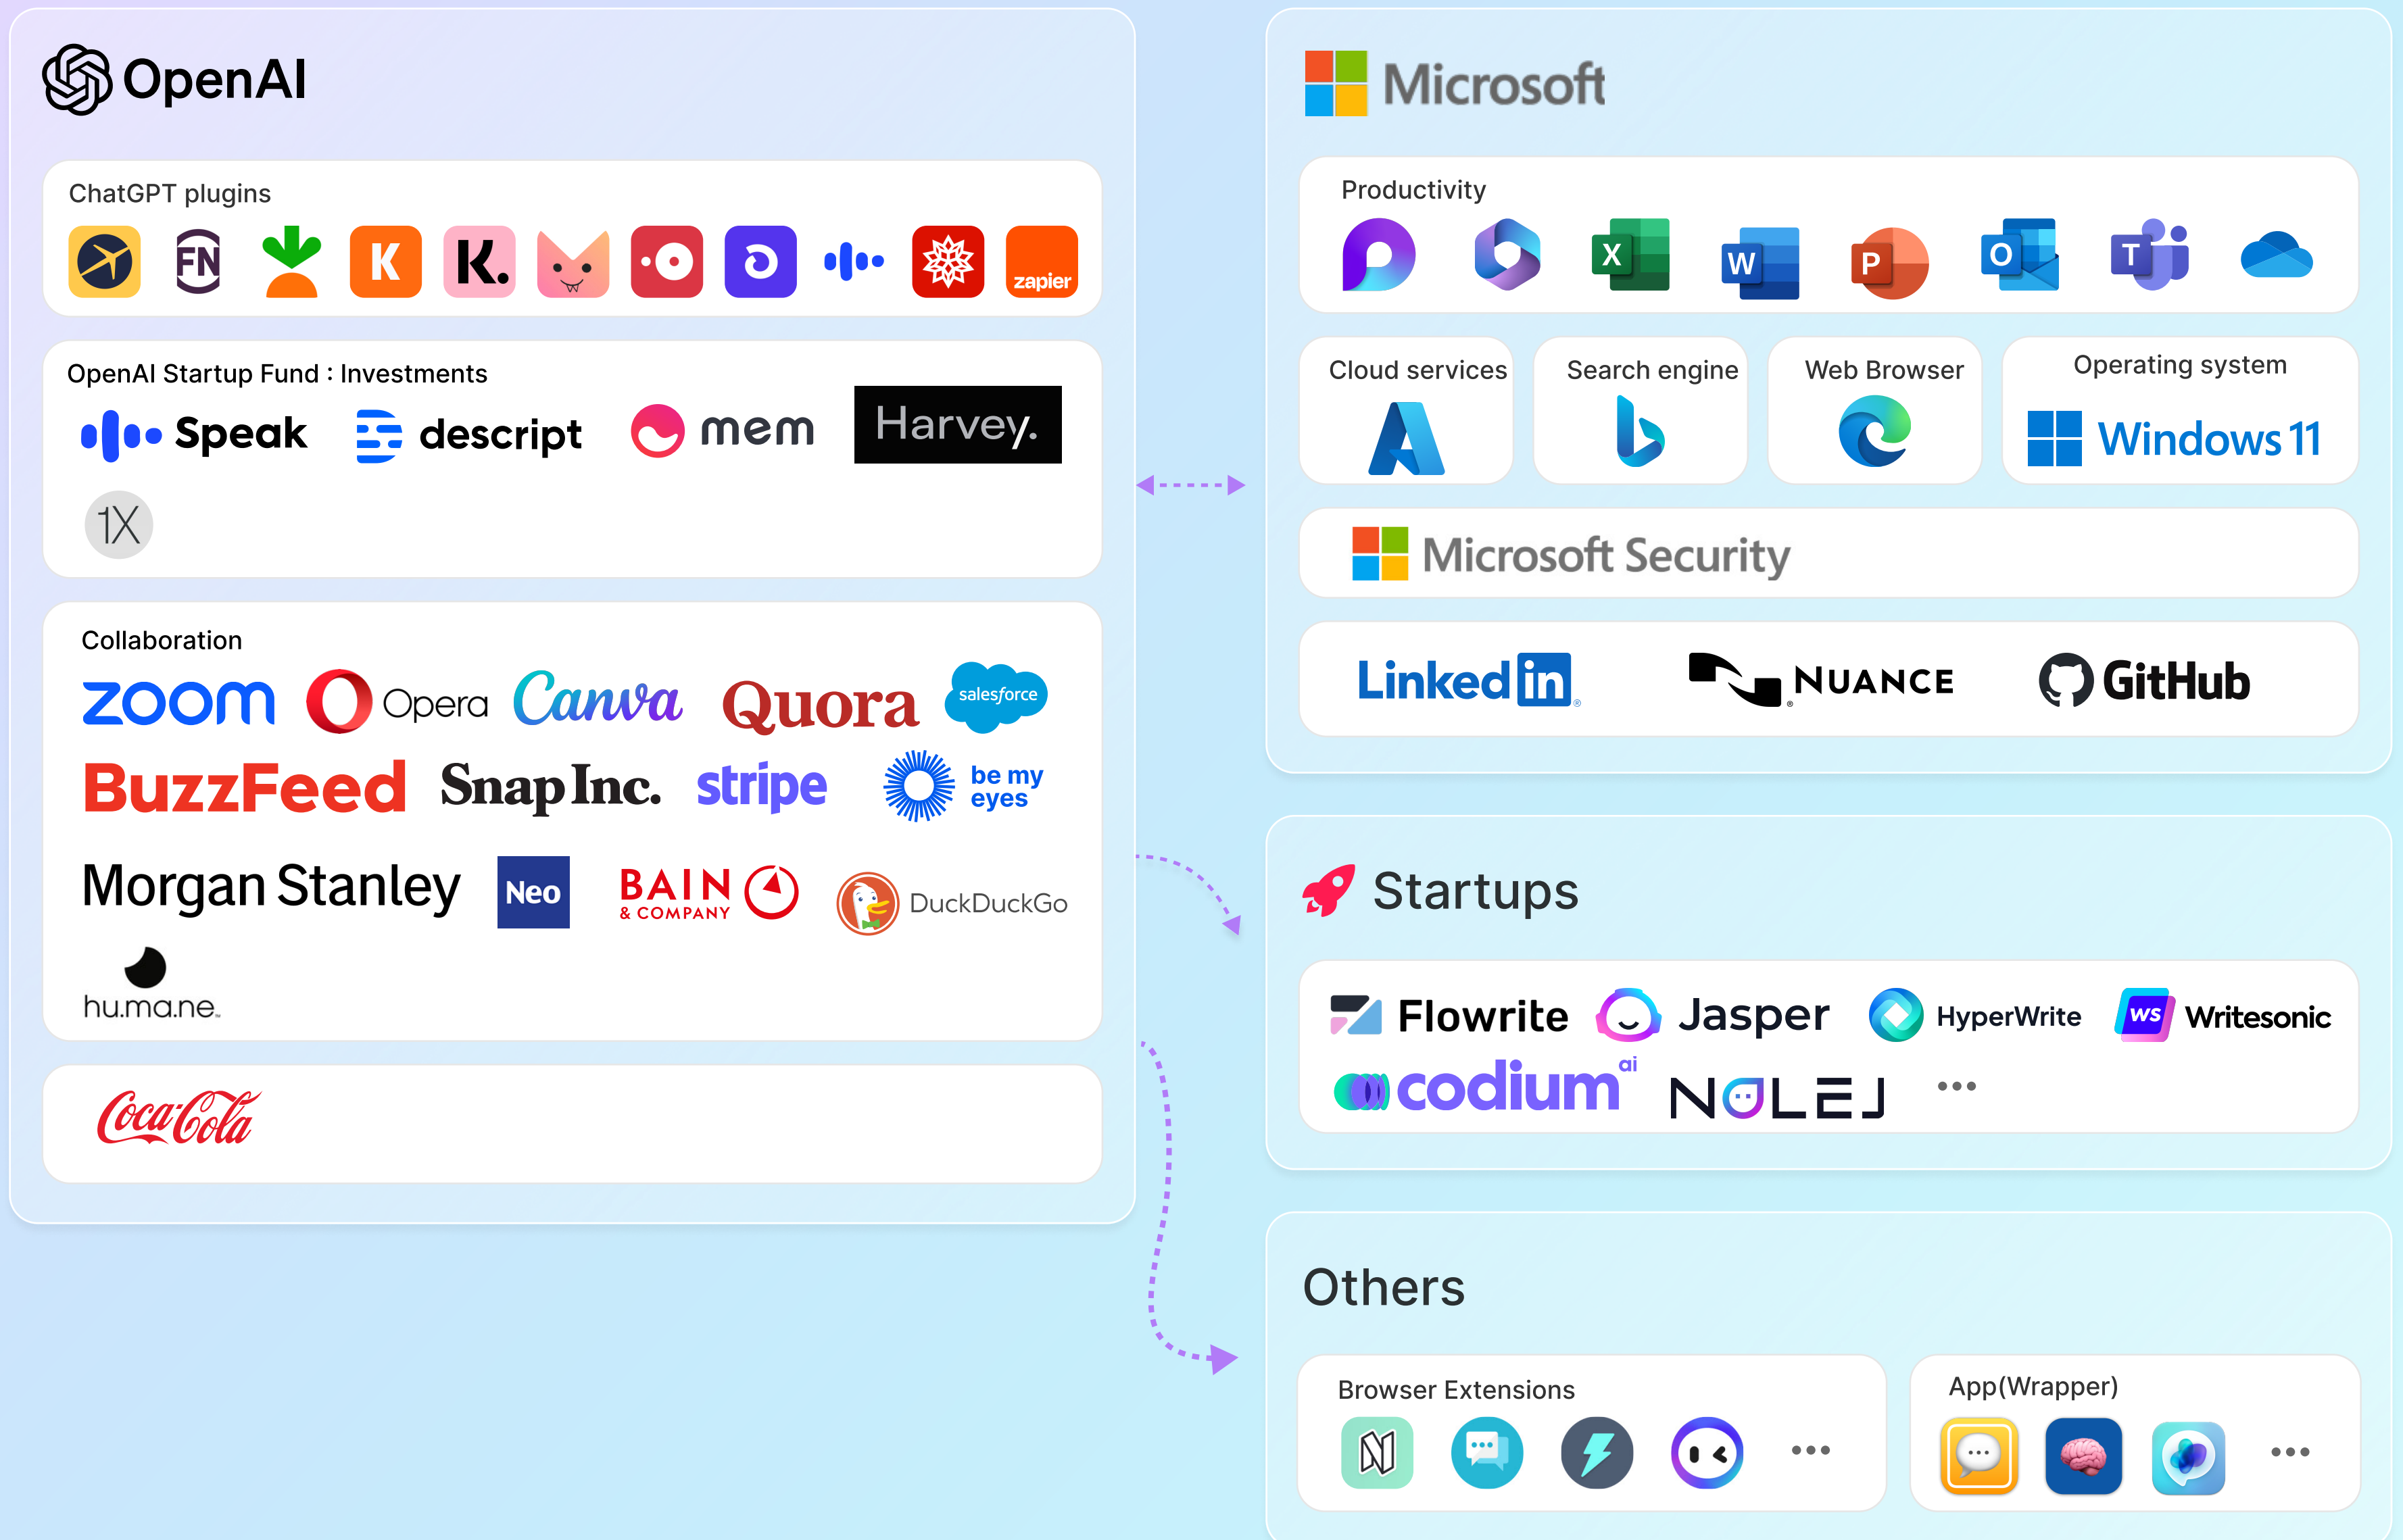 OpenAI
ChatGPT plugins
FN
K
K.
zapier
OpenAI Startup Fund : Investments
Speak
descript
mem
Harvey.
1X
Collaboration
zoom
Opera
Canva
Quora
salesforce
BuzzFeed
Snap Inc.
stripe
be my
eyes
Morgan Stanley
Neo
BAIN
& COMPANY
DuckDuckGo
hu.ma.ne™
Coca-Cola
Microsoft
Productivity
X
W
P
O
T
Cloud services
Search engine
Web Browser
Operating system
Windows 11
Microsoft Security
LinkedIn®
NUANCE®
GitHub
Startups
Flowrite
Jasper
HyperWrite
WS
Writesonic
codium ai
NOLEJ
•••
Others
Browser Extensions
N
•••
App(Wrapper)
•••